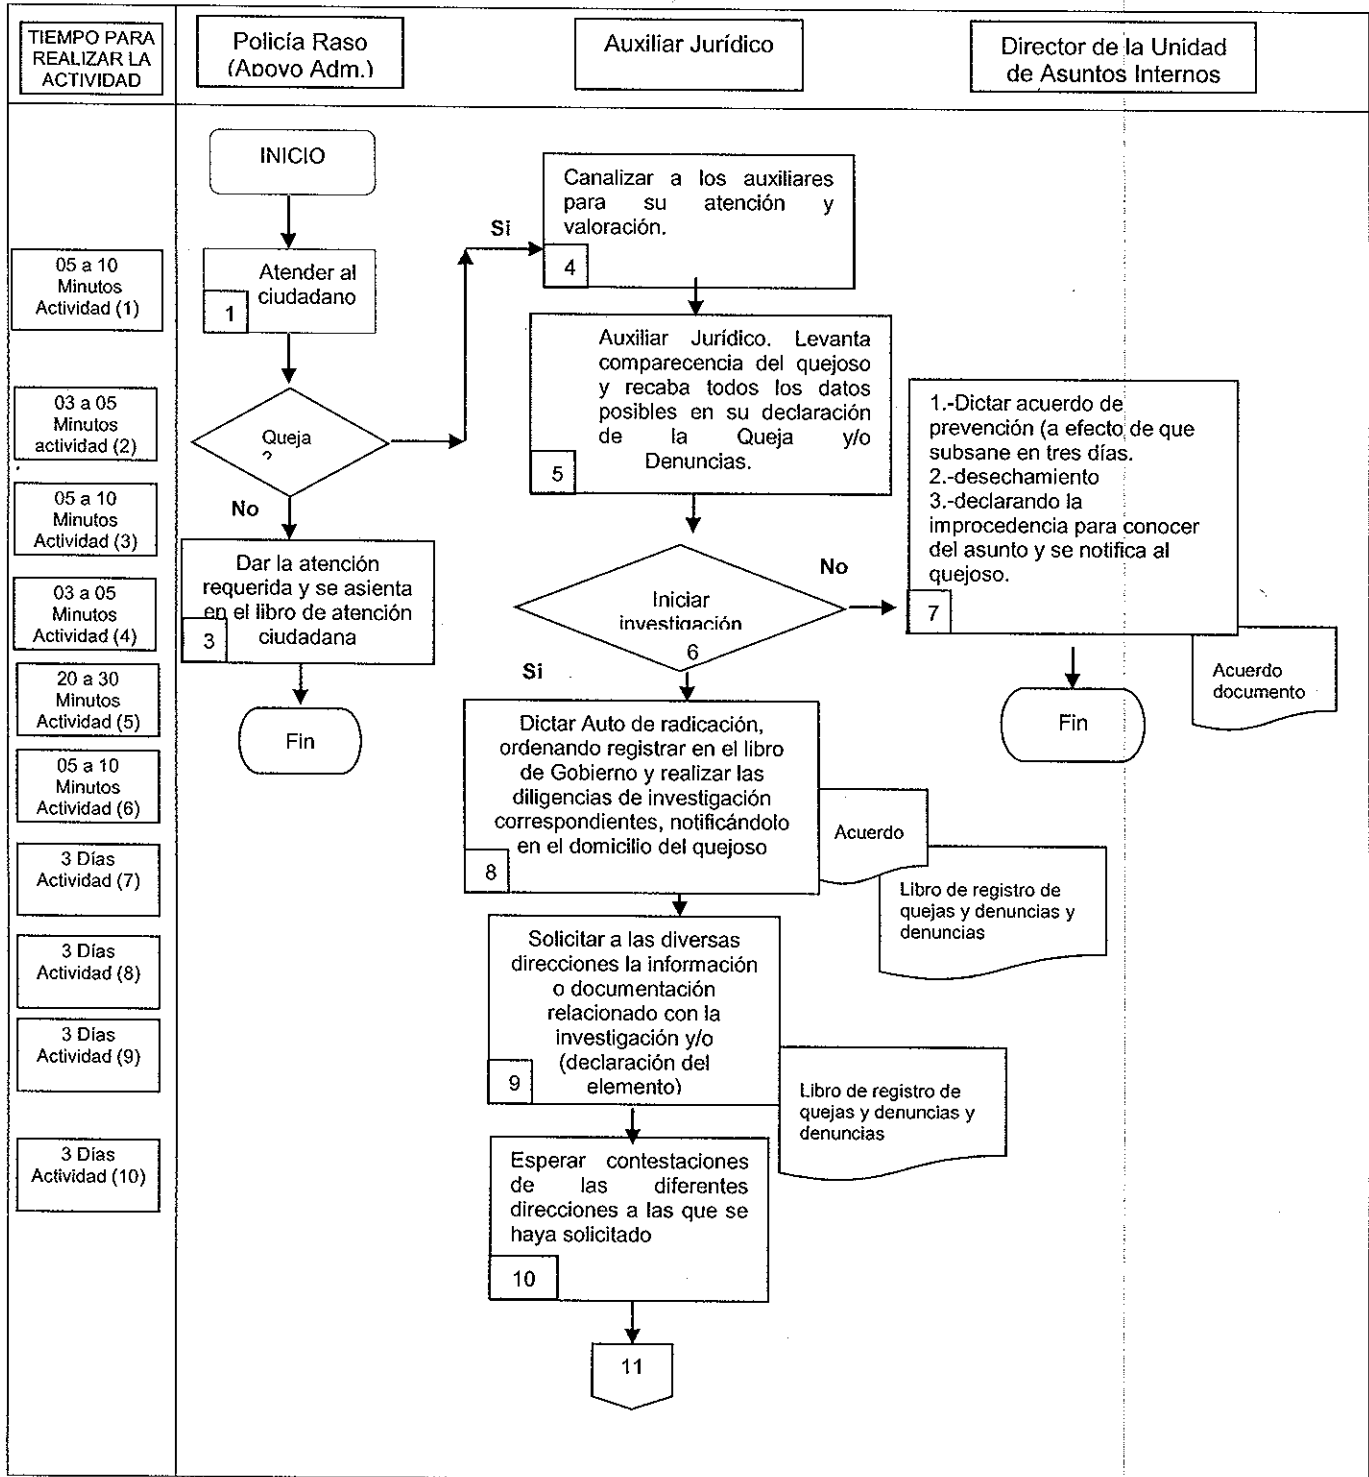 TIEMPO PARA
REALIZAR LA
ACTIVIDAD
Policía Raso
(Apoyo Adm.)
Auxiliar Jurídico
Director de la Unidad
de Asuntos Internos
05 a 10
Minutos
Actividad (1)
03 a 05
Minutos
actividad (2)
05 a 10
Minutos
Actividad (3)
03 a 05
Minutos
Actividad (4)
20 a 30
Minutos
Actividad (5)
05 a 10
Minutos
Actividad (6)
3 Días
Actividad (7)
3 Días
Actividad (8)
3 Días
Actividad (9)
3 Días
Actividad (10)
INICIO
Atender al
ciudadano
1
Queja
2
No
Si
Dar la atención
requerida y se asienta
en el libro de atención
ciudadana
3
Fin
Canalizar a los auxiliares
para su atención y
valoración.
4
Auxiliar Jurídico. Levanta
comparecencia del quejoso
y recaba todos los datos
posibles en su declaración
de la Queja y/o
Denuncias.
5
Iniciar
investigación
6
No
Si
1.-Dictar acuerdo de
prevención (a efecto de que
subsane en tres días.
2.-desechamiento
3.-declarando la
improcedencia para conocer
del asunto y se notifica al
quejoso.
7
Acuerdo
documento
Fin
Dictar Auto de radicación,
ordenando registrar en el libro
de Gobierno y realizar las
diligencias de investigación
correspondientes, notificándolo
en el domicilio del quejoso
8
Acuerdo
Libro de registro de
quejas y denuncias y
denuncias
Solicitar a las diversas
direcciones la información
o documentación
relacionado con la
investigación y/o
(declaración del
elemento)
9
Libro de registro de
quejas y denuncias y
denuncias
Esperar contestaciones
de las diferentes
direcciones a las que se
haya solicitado
10
11